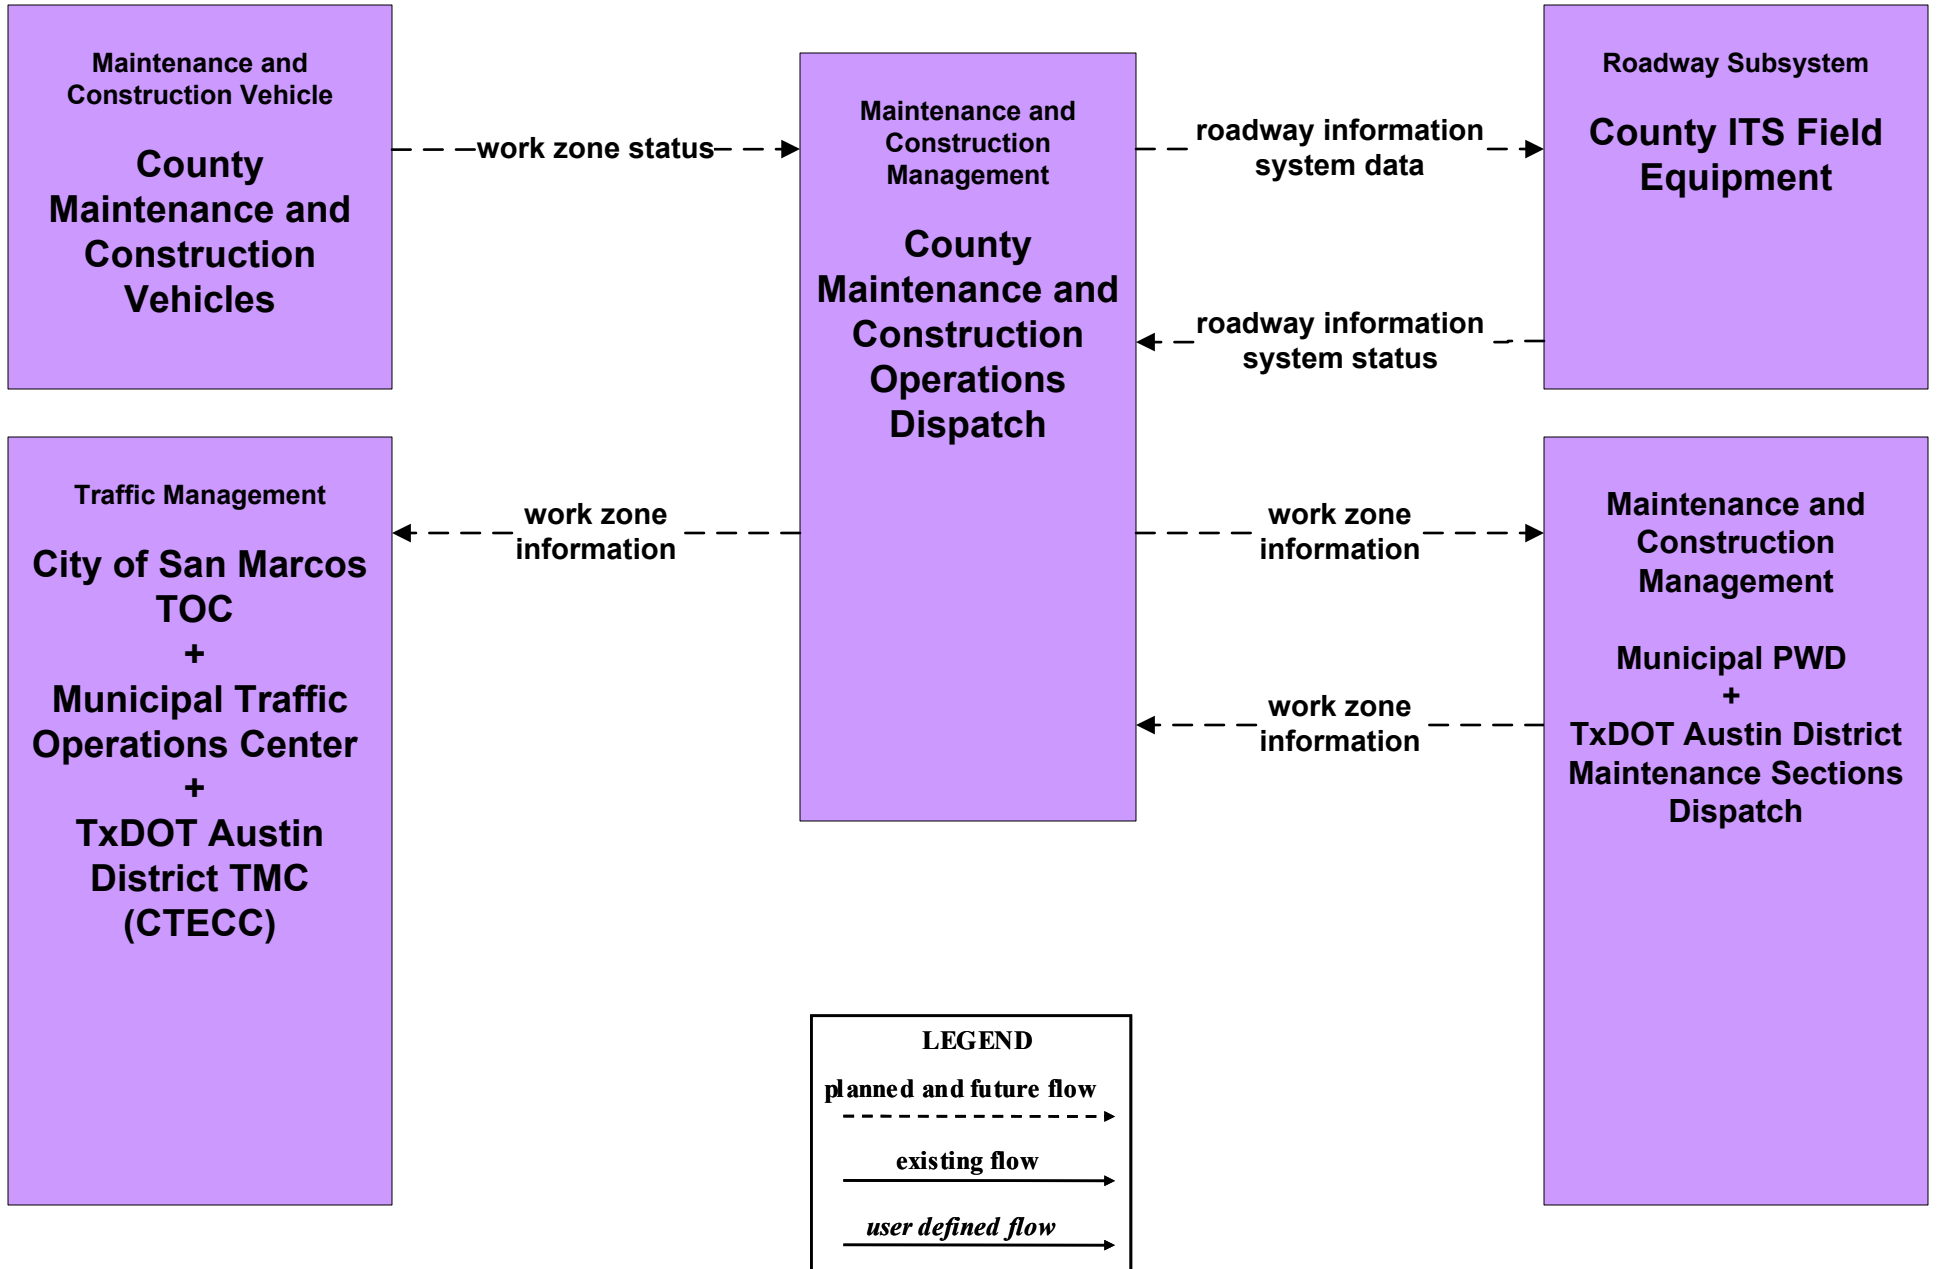 Maintenance and
Construction Vehicle
County
Maintenance and
Construction
Vehicles
work zone status
Maintenance and
Construction
Management
County
Maintenance and
Construction
Operations
Dispatch
roadway information
system data
roadway information
system status
Roadway Subsystem
County ITS Field
Equipment
Traffic Management
City of San Marcos
TOC
+
Municipal Traffic
Operations Center
+
TxDOT Austin
District TMC
(CTECC)
work zone
information
work zone
information
work zone
information
Maintenance and
Construction
Management
Municipal PWD
+
TxDOT Austin District
Maintenance Sections
Dispatch
LEGEND
planned and future flow
existing flow
user defined flow